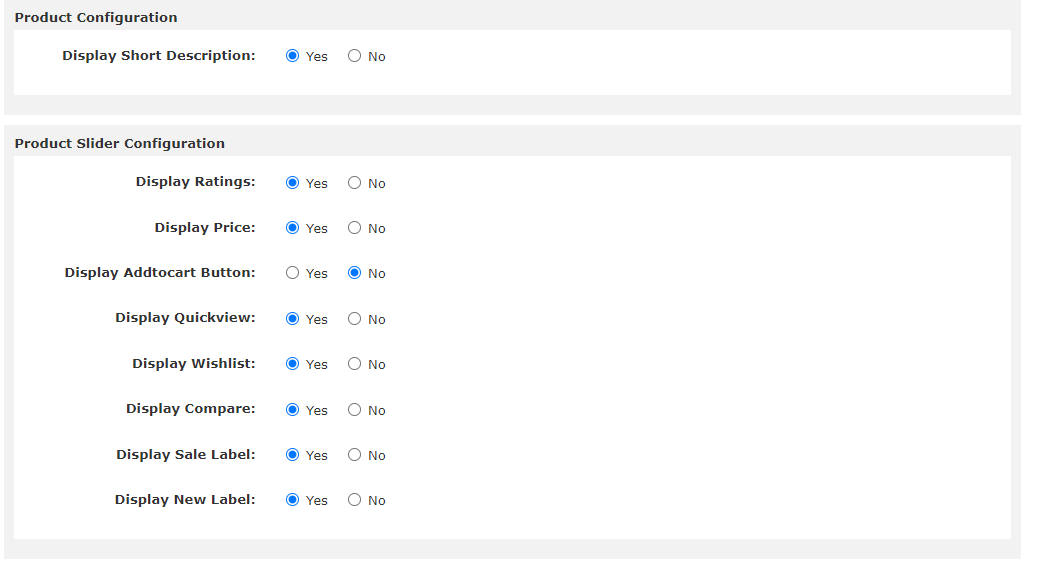 Product Configuration
Display Short Description: Yes No
Product Slider Configuration
Display Ratings: Yes No
Display Price: Yes No
Display Addtocart Button: Yes No
Display Quickview: Yes No
Display Wishlist: Yes No
Display Compare: Yes No
Display Sale Label: Yes No
Display New Label: Yes No